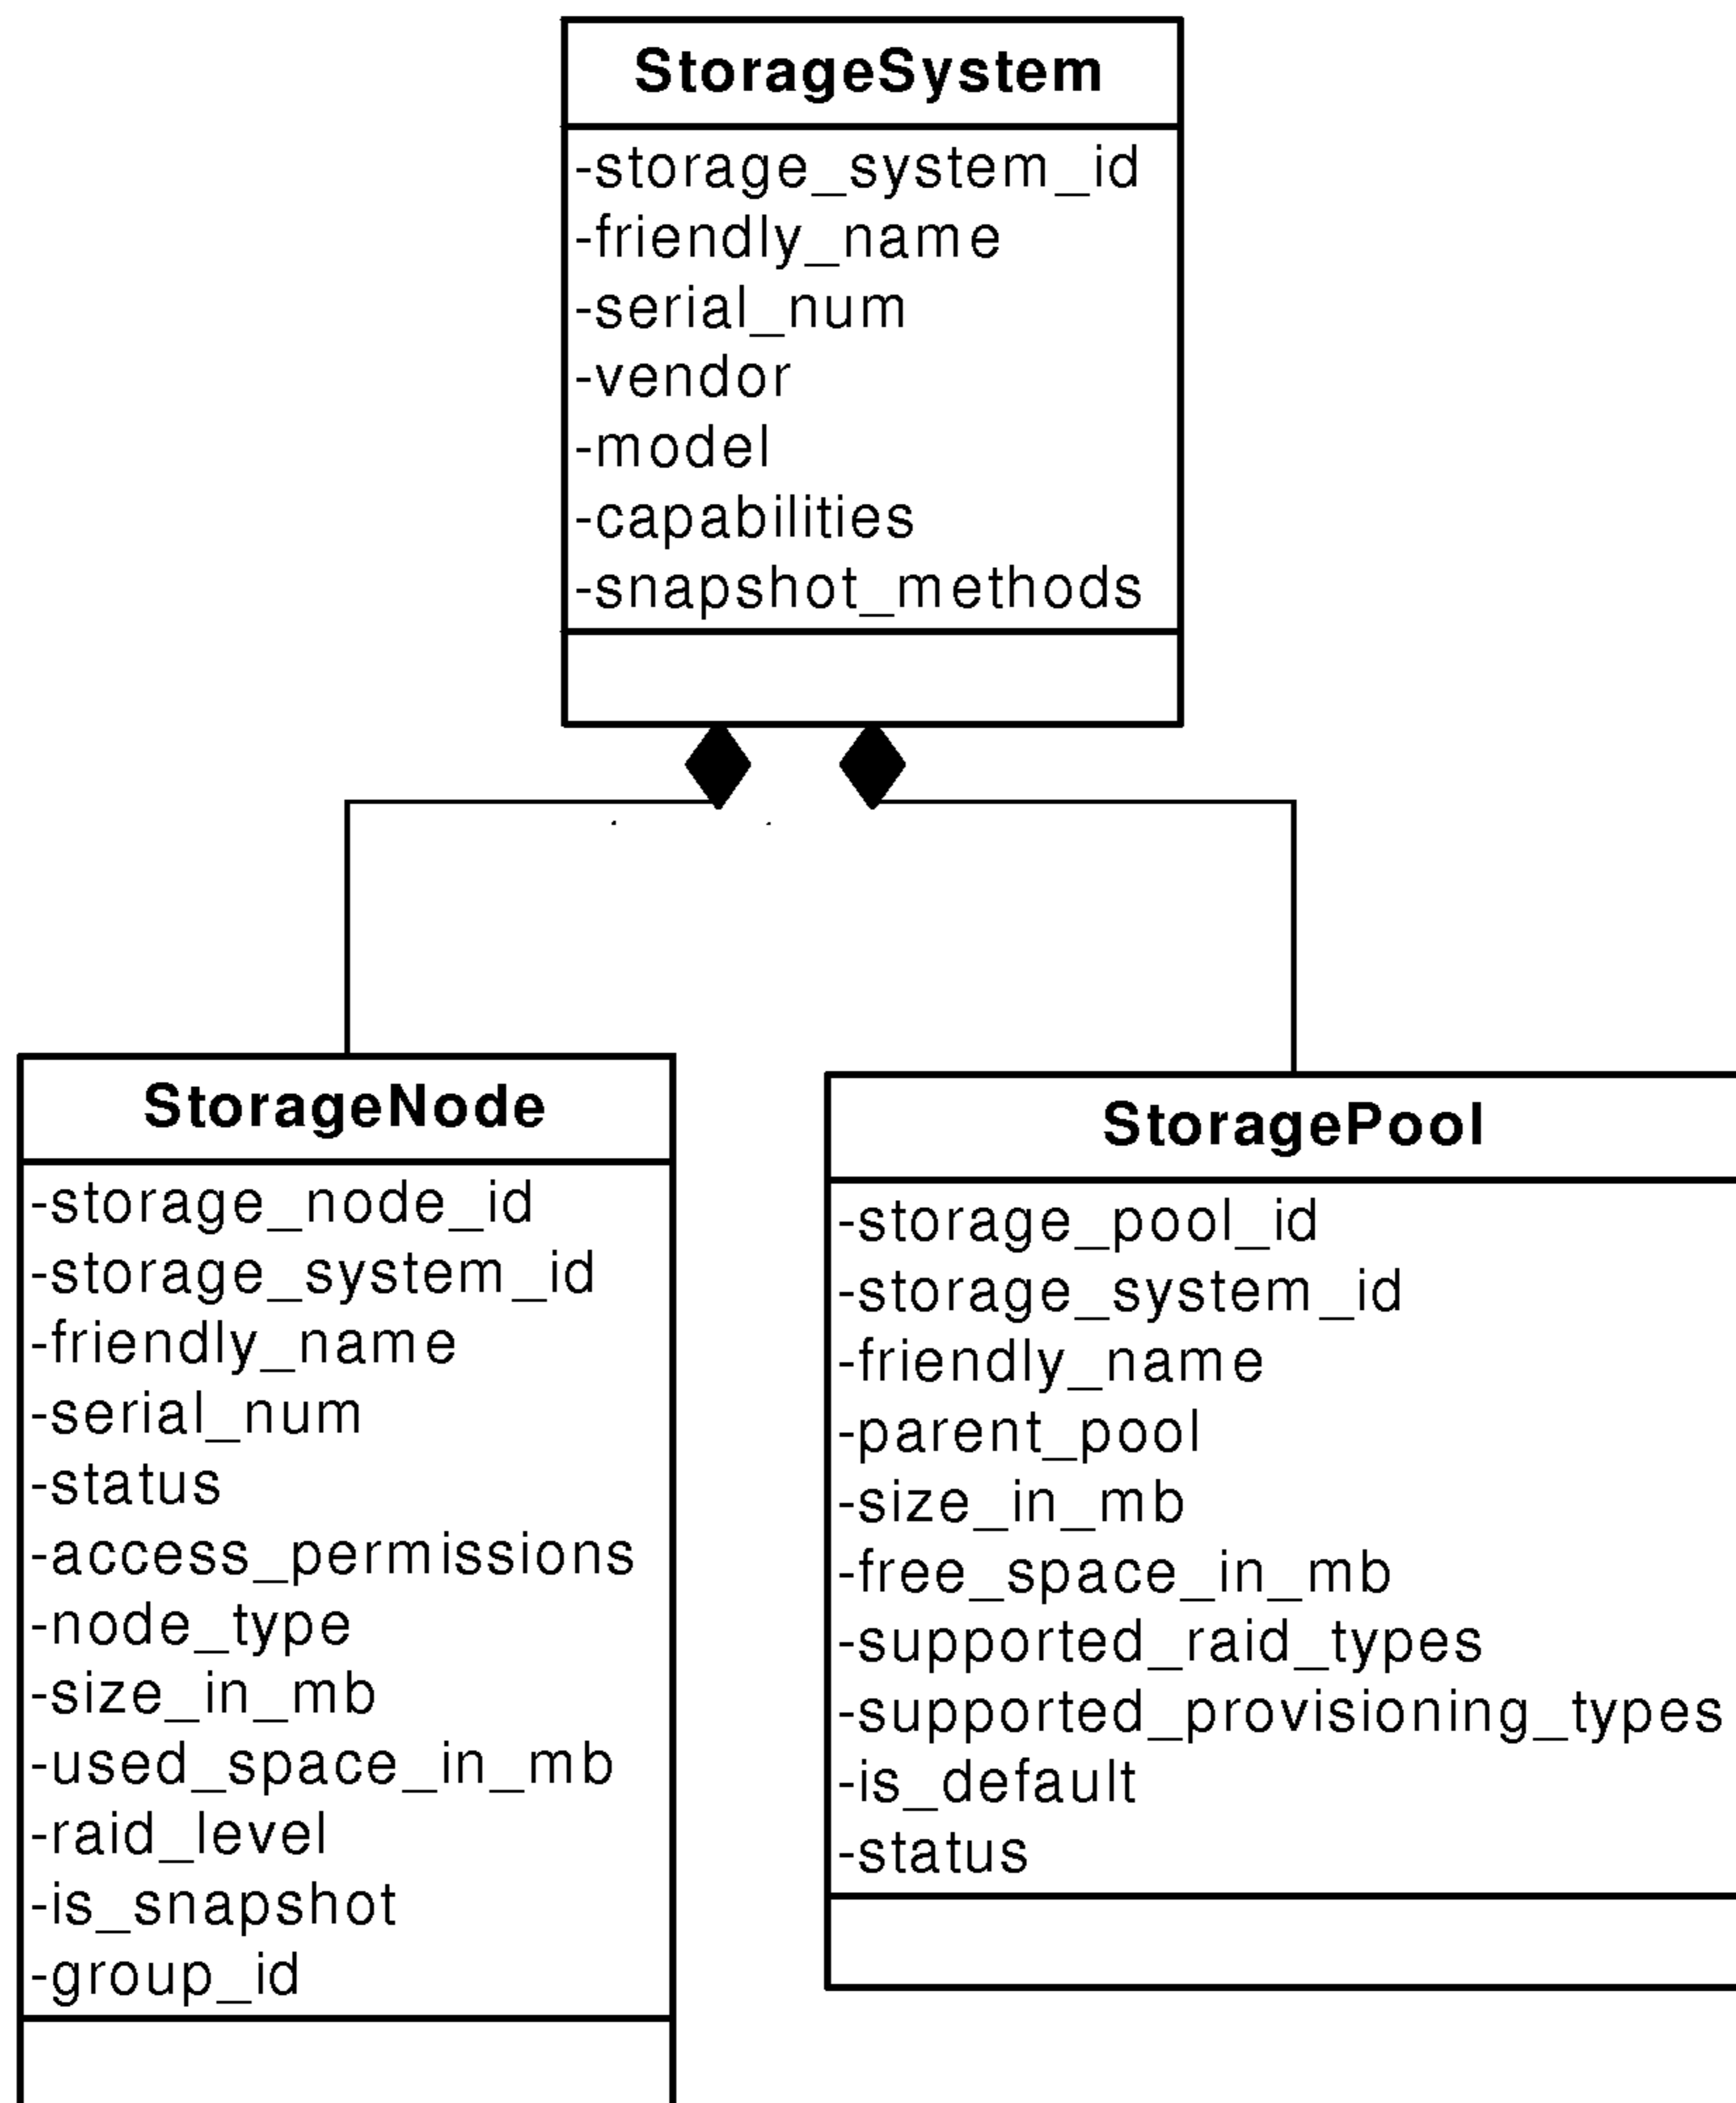 StorageSystem
-storage_system_id
-friendly_name
-serial_num
-vendor
-model
-capabilities
-snapshot_methods
StorageNode
-storage_node_id
-storage_system_id
-friendly_name
-serial_num
-status
-access_permissions
-node_type
-size_in_mb
-used_space_in_mb
-raid_level
-is_snapshot
-group_id
StoragePool
-storage_pool_id
-storage_system_id
-friendly_name
-parent_pool
-size_in_mb
-free_space_in_mb
-supported_raid_types
-supported_provisioning_types
-is_default
-status